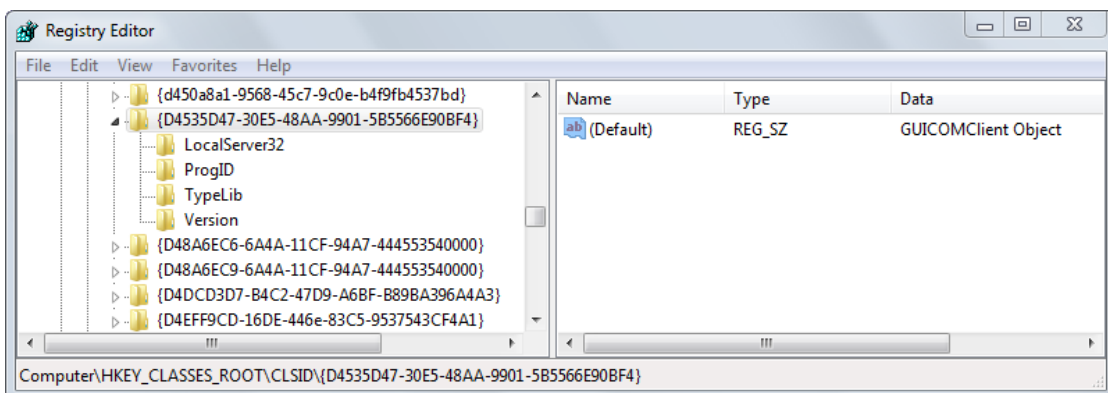 Registry Editor
File Edit View Favorites Help
{d450a8a1-9568-45c7-9c0e-b4f9fb4537bd}
{D4535D47-30E5-48AA-9901-5B5566E90BF4}
LocalServer32
ProgID
TypeLib
Version
{D48A6EC6-6A4A-11CF-94A7-444553540000}
{D48A6EC9-6A4A-11CF-94A7-444553540000}
{D4DCD3D7-B4C2-47D9-A6BF-B89BA396A4A3}
{D4EFF9CD-16DE-446e-83C5-9537543CF4A1}
Name Type Data
ab (Default) REG_SZ GUICOMClient Object
Computer\HKEY_CLASSES_ROOT\CLSID\{D4535D47-30E5-48AA-9901-5B5566E90BF4}